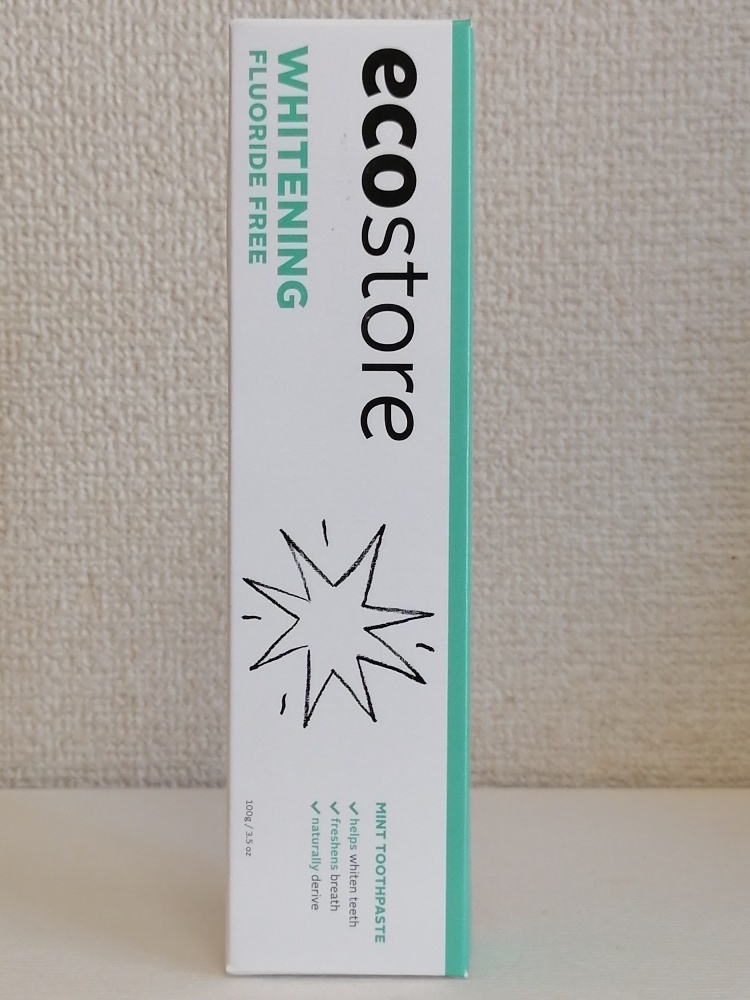 ecostore
WHITENING
FLUORIDE FREE
MINT TOOTHPASTE
✓ helps whiten teeth
✓ freshens breath
✓ naturally derive
100g / 3.5 oz